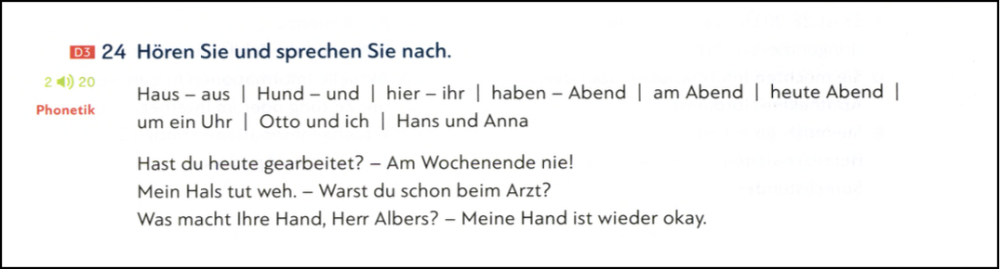 D3 24 Hören Sie und sprechen Sie nach.
2 20
Phonetik
Haus – aus | Hund – und | hier – ihr | haben – Abend | am Abend | heute Abend |
um ein Uhr | Otto und ich | Hans und Anna
Hast du heute gearbeitet? – Am Wochenende nie!
Mein Hals tut weh. – Warst du schon beim Arzt?
Was macht Ihre Hand, Herr Albers? – Meine Hand ist wieder okay.